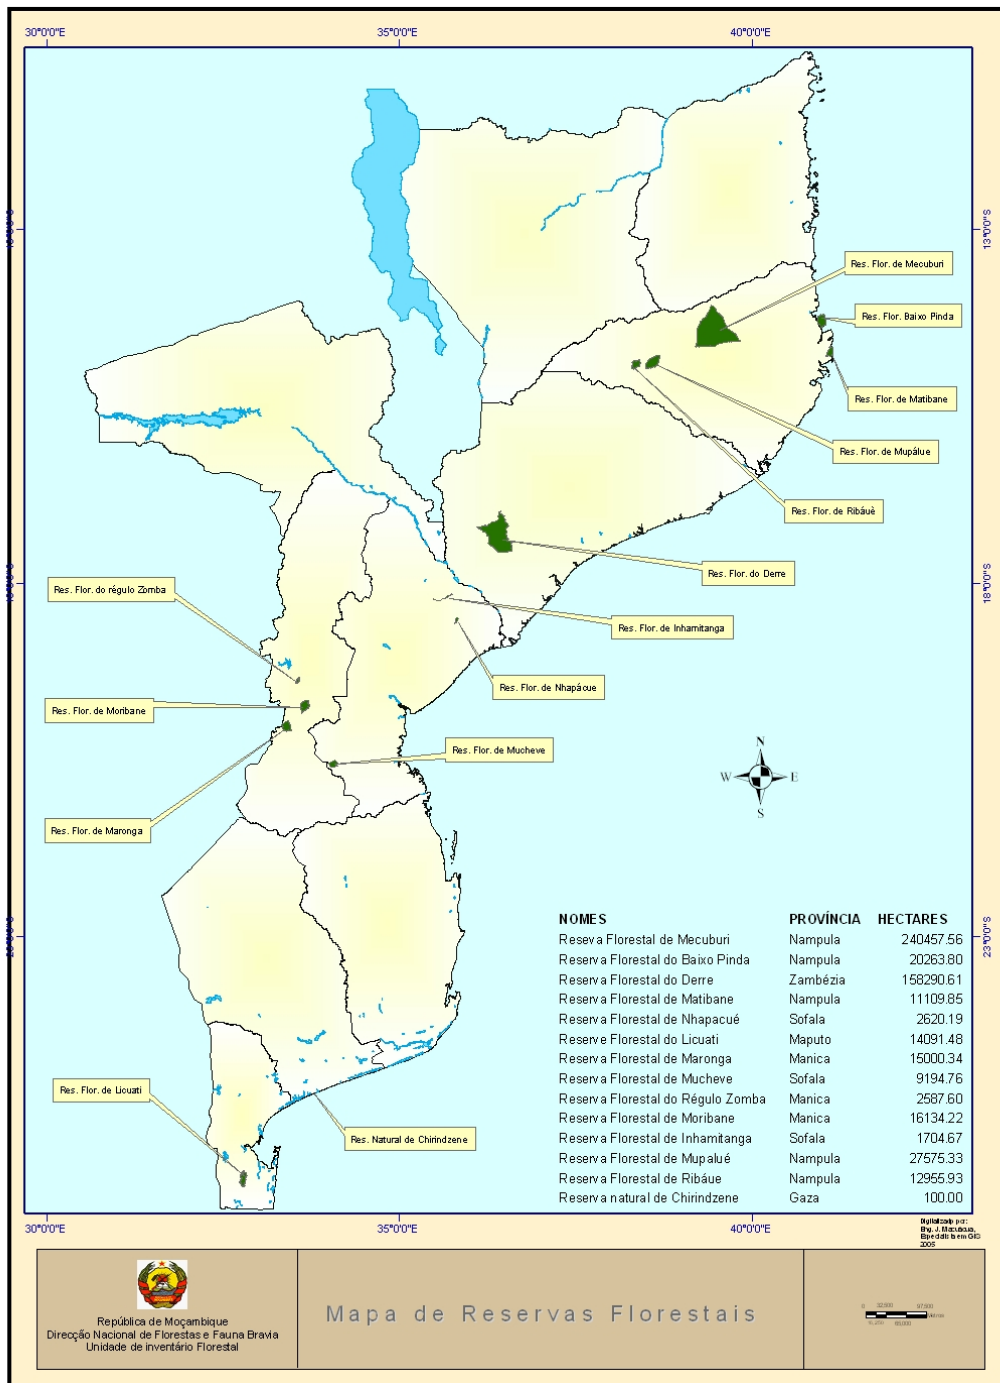 30°0'0"E 35°0'0"E 40°0'0"E
13°0'0"S
Res. Flor. de Mecuburi
Res. Flor. Baixo Pinda
Res. Flor. de Matibane
Res. Flor. de Mupálue
Res. Flor. de Ribáuè
Res. Flor. do Derre
18°0'0"S
Res. Flor. do régulo Zomba
Res. Flor. de Inhamitanga
Res. Flor. de Nhapácue
Res. Flor. de Moribane
Res. Flor. de Mucheve
N
W E
S
Res. Flor. de Maronga
23°0'0"S
NOMES PROVÍNCIA HECTARES
Reseva Florestal de Mecuburi Nampula 240457.56
Reserva Florestal do Baixo Pinda Nampula 20263.80
Reserva Florestal do Derre Zambézia 158290.61
Reserva Florestal de Matibane Nampula 11109.85
Reserva Florestal de Nhapacué Sofala 2620.19
Reserve Florestal do Licuati Maputo 14091.48
Reserva Florestal de Maronga Manica 15000.34
Reserva Florestal de Mucheve Sofala 9194.76
Reserva Florestal do Régulo Zomba Manica 2587.60
Reserva Florestal de Moribane Manica 16134.22
Reserva Florestal de Inhamitanga Sofala 1704.67
Reserva Florestal de Mupalué Nampula 27575.33
Reserva Florestal de Ribáue Nampula 12955.93
Reserva natural de Chirindzene Gaza 100.00
Res. Flor. de Licuati
Res. Natural de Chirindzene
30°0'0"E 35°0'0"E 40°0'0"E
Digitalizado por:
Eng. J. Macuácua,
Especialista em GIS
2005
República de Moçambique
Direcção Nacional de Florestas e Fauna Bravia
Unidade de inventário Florestal
Mapa de Reservas Florestais